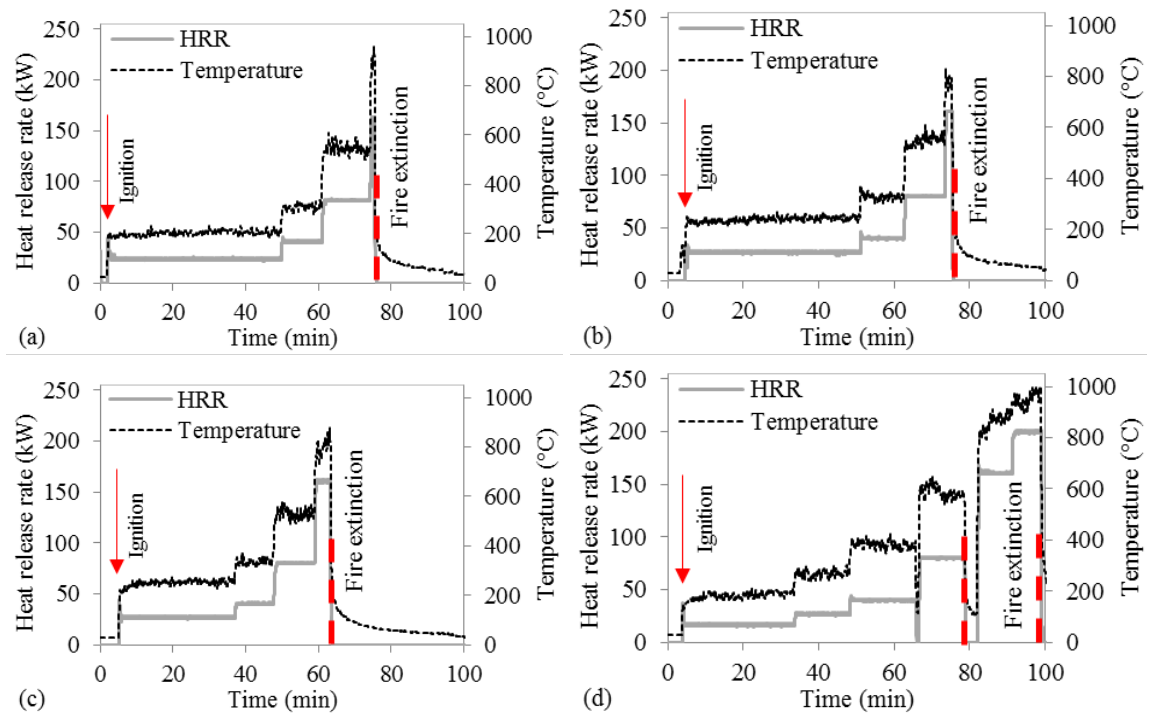 250
200
150
100
50
0
Heat release rate (kW)
HRR
Temperature
Ignition
Fire extinction
1000
800
600
400
200
0
Temperature (°C)
0 20 40 60 80 100
Time (min)
(a)
250
200
150
100
50
0
Heat release rate (kW)
HRR
Temperature
Ignition
Fire extinction
1000
800
600
400
200
0
Temperature (°C)
0 20 40 60 80 100
Time (min)
(b)
250
200
150
100
50
0
Heat release rate (kW)
HRR
Temperature
Ignition
Fire extinction
1000
800
600
400
200
0
Temperature (°C)
0 20 40 60 80 100
Time (min)
(c)
250
200
150
100
50
0
Heat release rate (kW)
HRR
Temperature
Ignition
Fire extinction
1000
800
600
400
200
0
Temperature (°C)
0 20 40 60 80 100
Time (min)
(d)